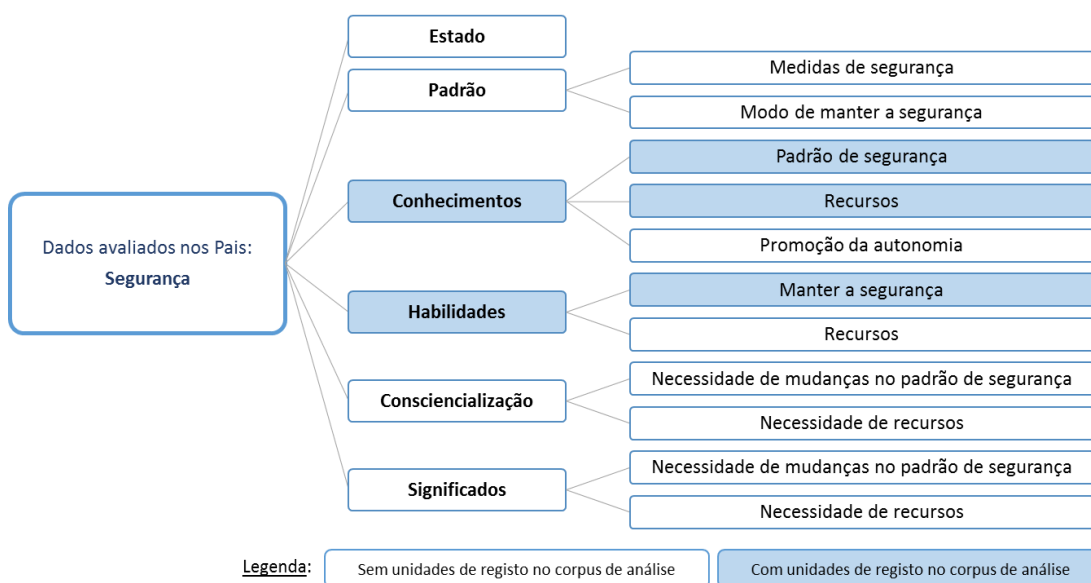 Dados avaliados nos Pais:
Segurança
Estado
Padrão
Medidas de segurança
Modo de manter a segurança
Conhecimentos
Padrão de segurança
Recursos
Promoção da autonomia
Habilidades
Manter a segurança
Recursos
Consciencialização
Necessidade de mudanças no padrão de segurança
Necessidade de recursos
Significados
Necessidade de mudanças no padrão de segurança
Necessidade de recursos
Legenda:
Sem unidades de registo no corpus de análise
Com unidades de registo no corpus de análise